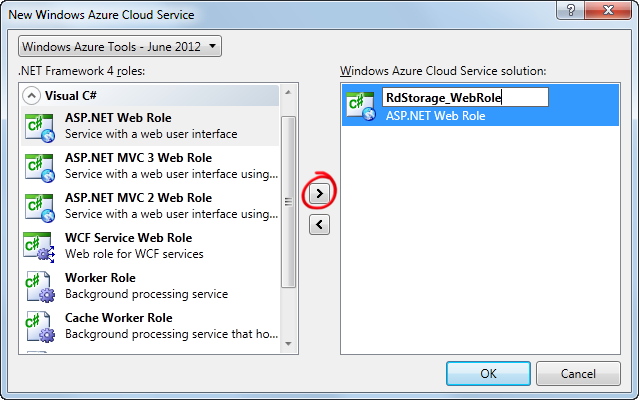 New Windows Azure Cloud Service
Windows Azure Tools - June 2012
.NET Framework 4 roles:
Visual C#
ASP.NET Web Role
Service with a web user interface
ASP.NET MVC 3 Web Role
Service with a web user interface using...
ASP.NET MVC 2 Web Role
Service with a web user interface using...
WCF Service Web Role
Web role for WCF services
Worker Role
Background processing service
Cache Worker Role
Background processing service that ho...
>
<
Windows Azure Cloud Service solution:
RdStorage_WebRole
ASP.NET Web Role
OK
Cancel